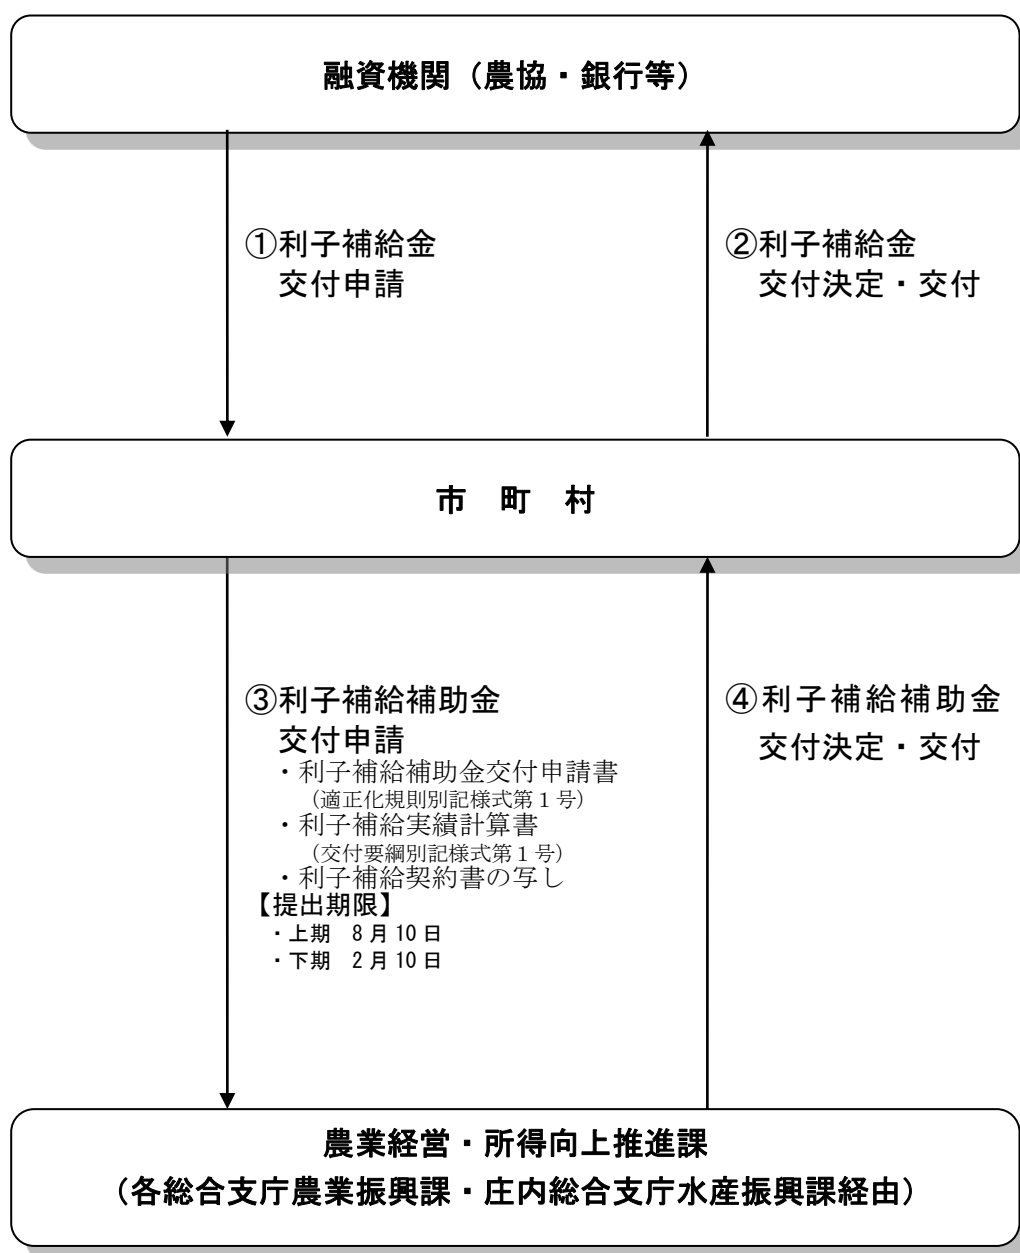 融資機関（農協・銀行等）
①利子補給金
交付申請
②利子補給金
交付決定・交付
市　町　村
③利子補給補助金
交付申請
・利子補給補助金交付申請書
（適正化規則別記様式第１号）
・利子補給実績計算書
（交付要綱別記様式第１号）
・利子補給契約書の写し
【提出期限】
・上期　8月10日
・下期　2月10日
④利子補給補助金
交付決定・交付
農業経営・所得向上推進課
（各総合支庁農業振興課・庄内総合支庁水産振興課経由）